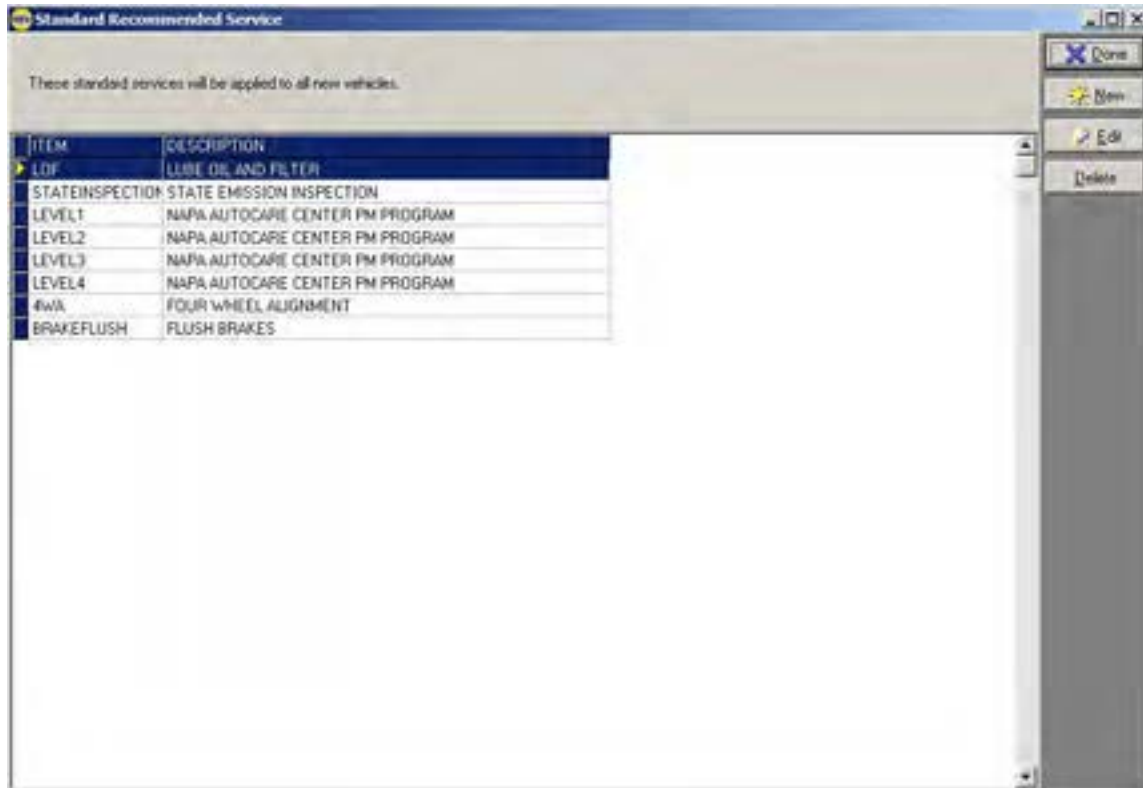 Standard Recommended Service
These standard services will be applied to all new vehicles.
Done
New
Edit
Delete
ITEM DESCRIPTION
LOF LUBE OIL AND FILTER
STATEINSPECTION STATE EMISSION INSPECTION
LEVEL1 NAPA AUTOCARE CENTER PM PROGRAM
LEVEL2 NAPA AUTOCARE CENTER PM PROGRAM
LEVEL3 NAPA AUTOCARE CENTER PM PROGRAM
LEVEL4 NAPA AUTOCARE CENTER PM PROGRAM
4WA FOUR WHEEL ALIGNMENT
BRAKEFLUSH FLUSH BRAKES